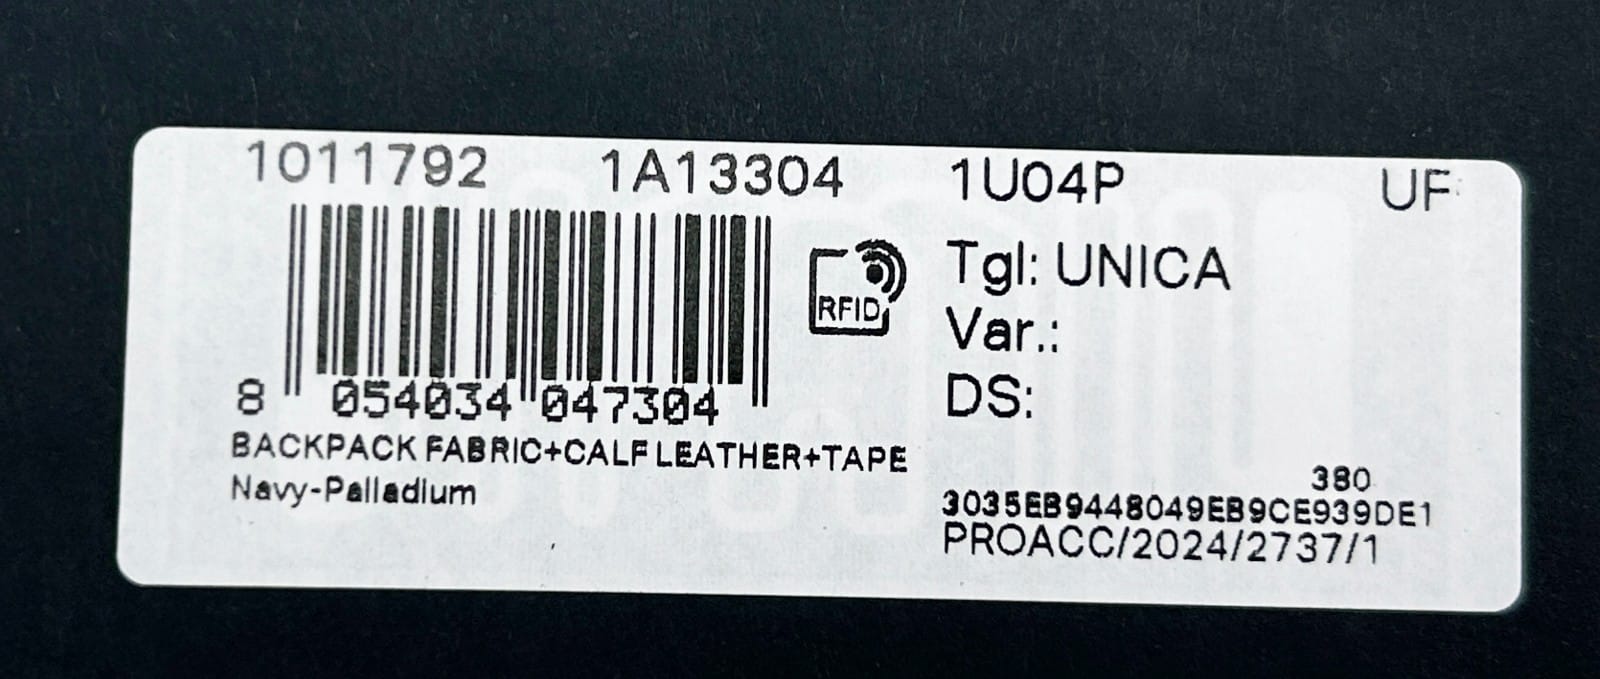 1011792 1A13304 1U04P UF
RFID
Tgl: UNICA
Var.:
DS:
8 054034 047304
BACKPACK FABRIC+CALF LEATHER+TAPE
Navy-Palladium
380
3035EB9448049EB9CE939DE1
PROACC/2024/2737/1